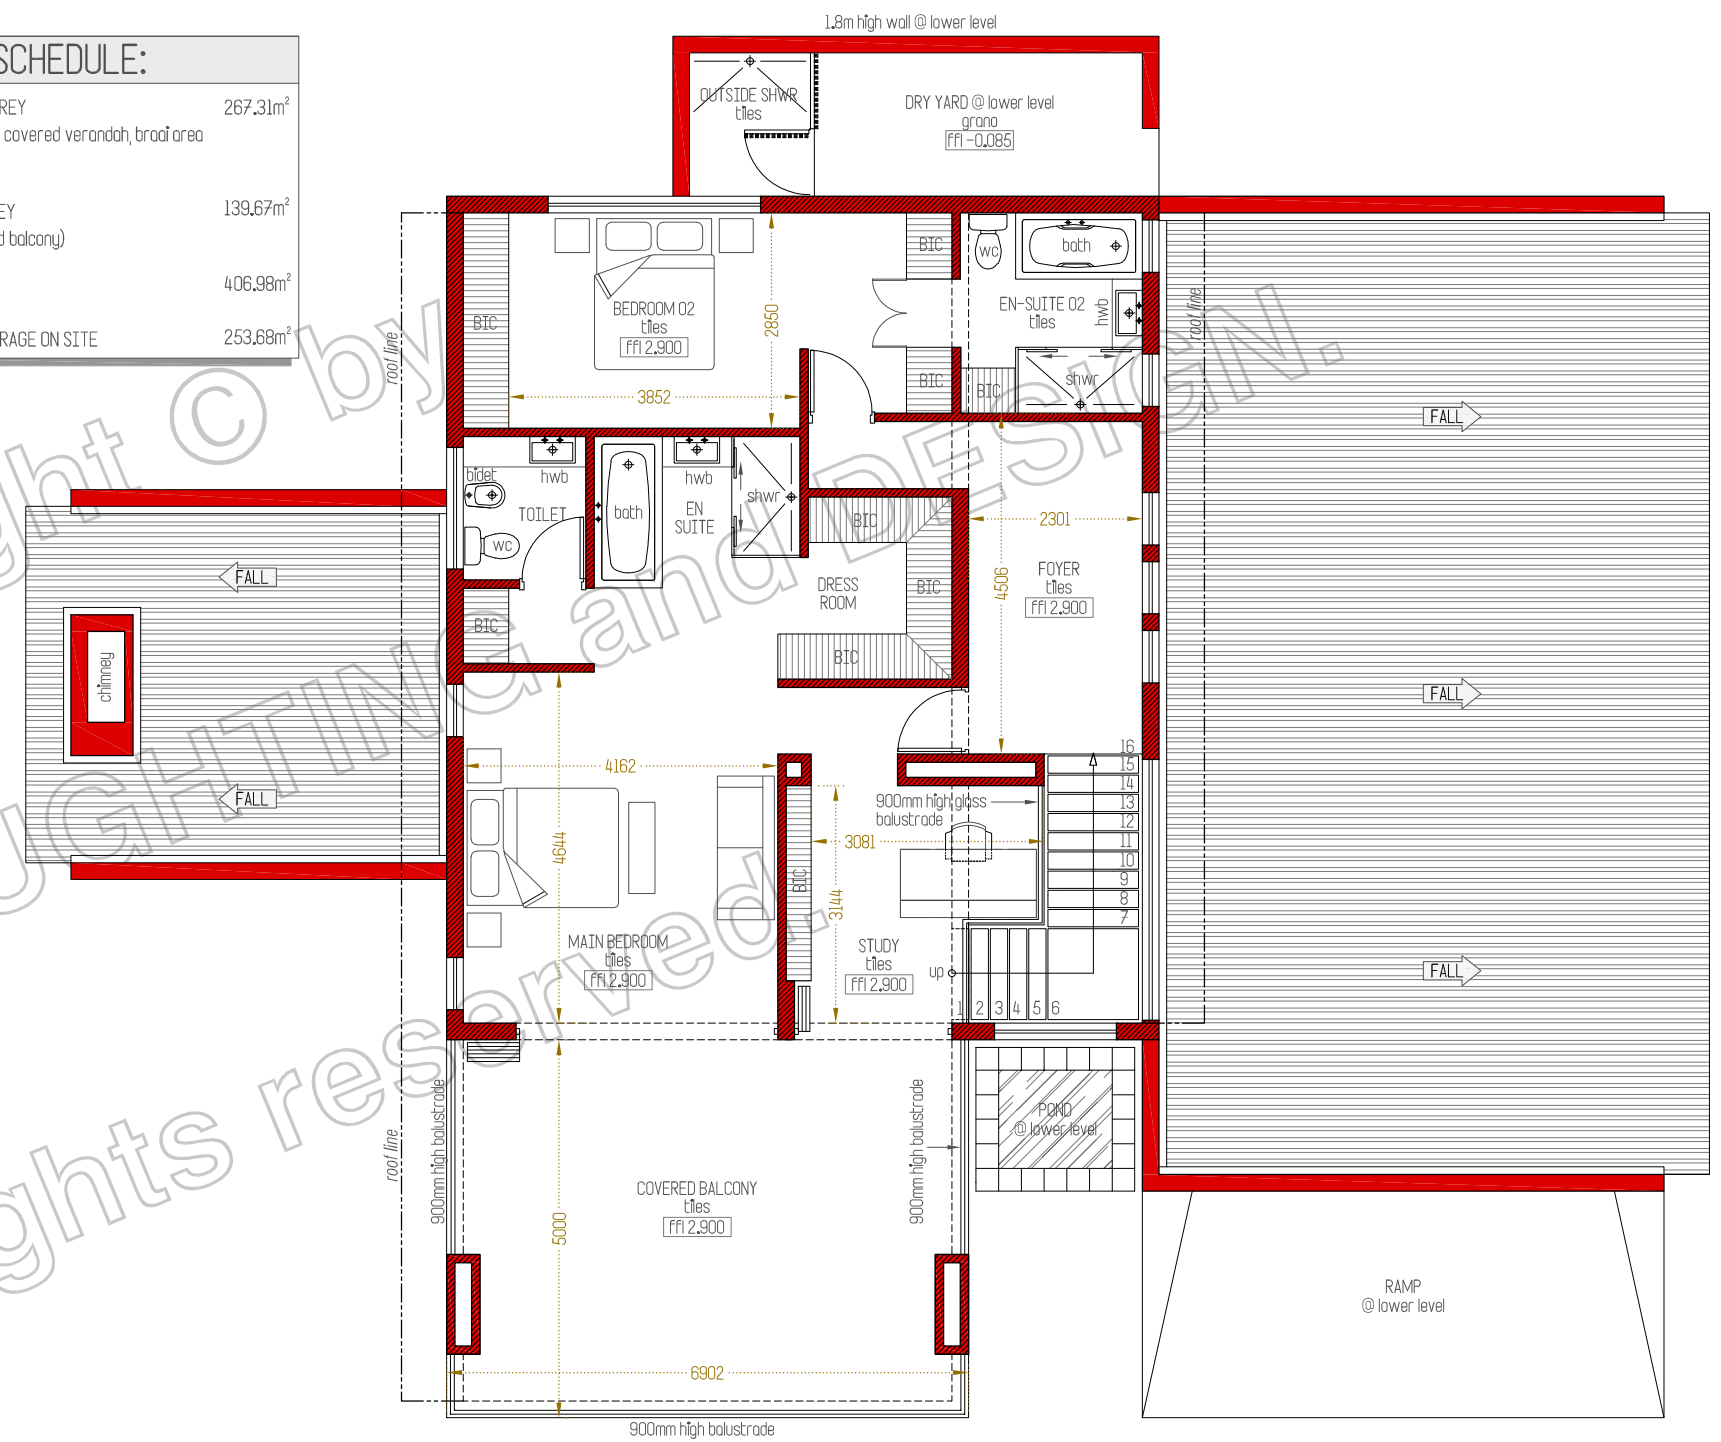 SCHEDULE:
REY 267.31m²
covered verandah, braai area
EY 139.67m²
d balcony)
406.98m²
RAGE ON SITE 253.68m²
1.8m high wall @ lower level
OUTSIDE SHWR
tiles
DRY YARD @ lower level
grano
ffl -0.085
BIC
BEDROOM 02
tiles
ffl 2.900
3852
2850
BIC
BIC
WC
bath
EN-SUITE 02
tiles
hwb
BIC
shwr
roof line
roof line
bidet
hwb
TOILET
WC
BIC
bath
hwb
EN
SUITE
shwr
BIC
BIC
BIC
DRESS
ROOM
2301
4506
FOYER
tiles
ffl 2.900
FALL
FALL
chimney
FALL
FALL
FALL
4162
4644
MAIN BEDROOM
tiles
ffl 2.900
900mm high glass
balustrade
3081
3144
BIC
STUDY
tiles
ffl 2.900
up
16
15
14
13
12
11
10
9
8
7
1 2 3 4 5 6
roof line
900mm high balustrade
900mm high balustrade
POND
@ lower level
COVERED BALCONY
tiles
ffl 2.900
5000
6902
900mm high balustrade
RAMP
@ lower level
ght © by
UGHTING and DESIGN.
ghts reserved.